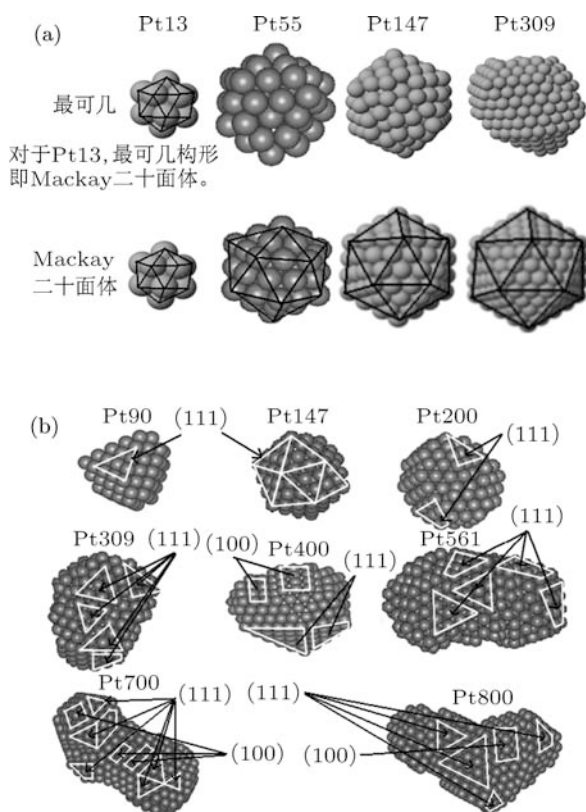 (a)
Pt13 Pt55 Pt147 Pt309
最可几
对于Pt13,最可几构形
即Mackay二十面体。
Mackay
二十面体
(b)
Pt90 (111) Pt147 Pt200 (111)
Pt309 (111) (100) Pt400 (111) Pt561 (111)
Pt700 (111) (111) Pt800
(100) (100)